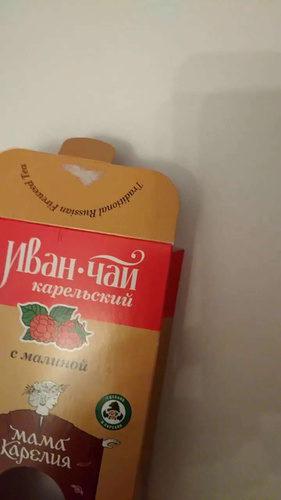 Traditional Russian Fireweed Tea
Иван·чай
карельский
с малиной
мама
карелия